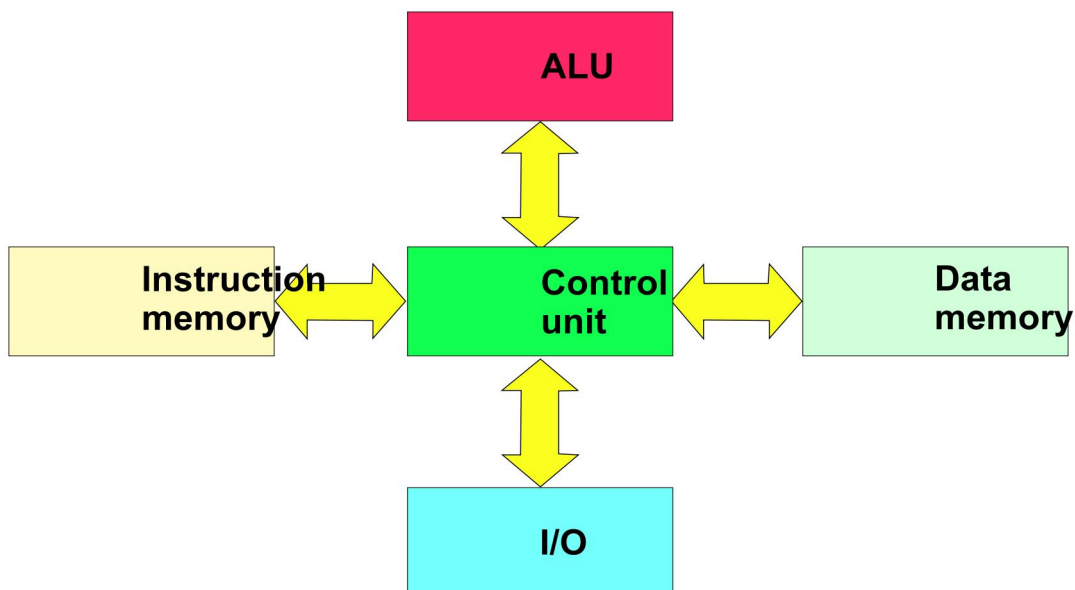 ALU
Instruction
memory
Control
unit
Data
memory
I/O